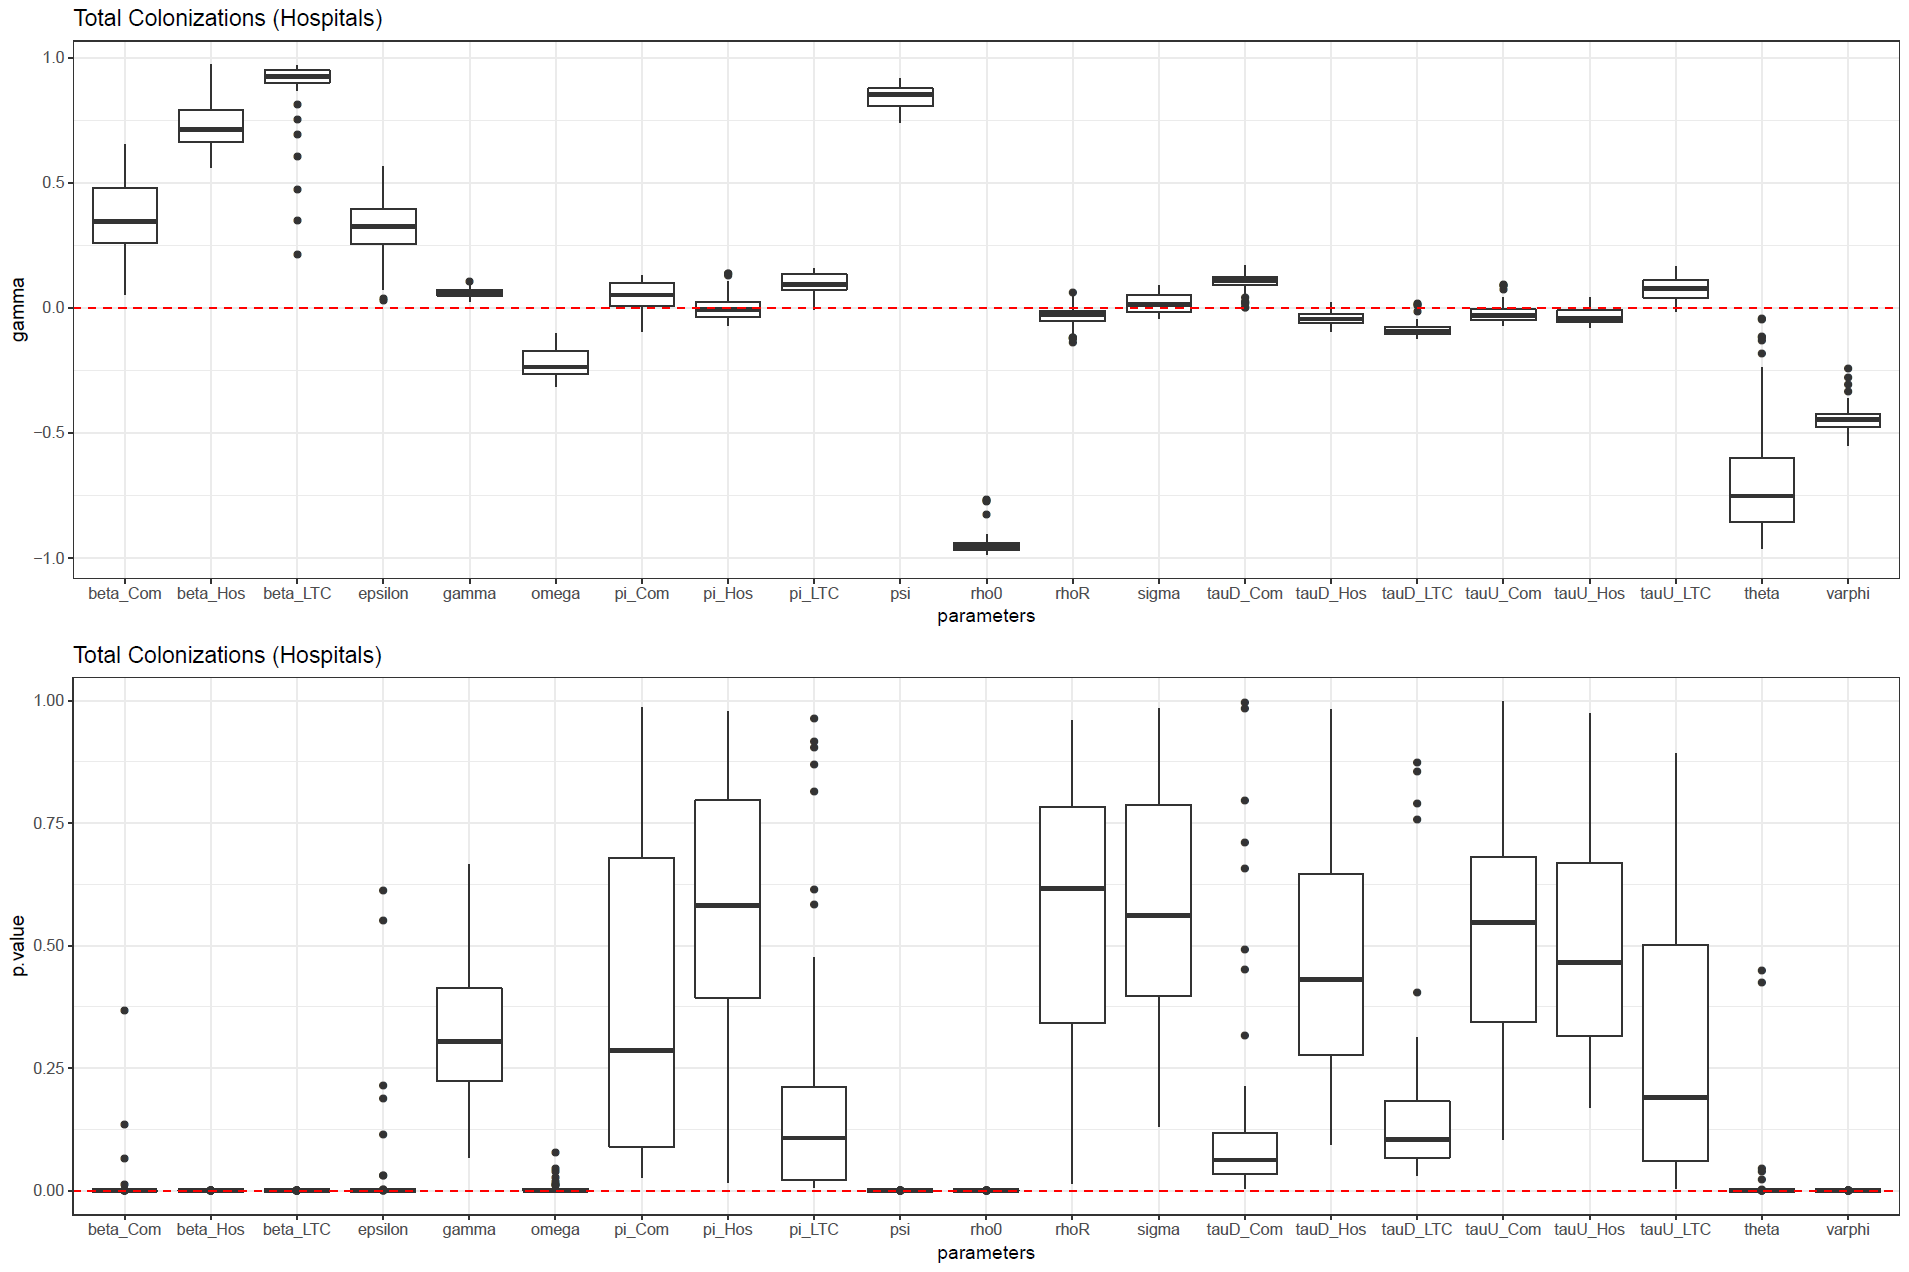 Total Colonizations (Hospitals)
1.0
0.5
0.0
−0.5
−1.0
gamma
beta_Com beta_Hos beta_LTC epsilon gamma omega pi_Com pi_Hos pi_LTC psi rho0 rhoR sigma tauD_Com tauD_Hos tauD_LTC tauU_Com tauU_Hos tauU_LTC theta varphi
parameters
Total Colonizations (Hospitals)
1.00
0.75
0.50
0.25
0.00
p.value
beta_Com beta_Hos beta_LTC epsilon gamma omega pi_Com pi_Hos pi_LTC psi rho0 rhoR sigma tauD_Com tauD_Hos tauD_LTC tauU_Com tauU_Hos tauU_LTC theta varphi
parameters